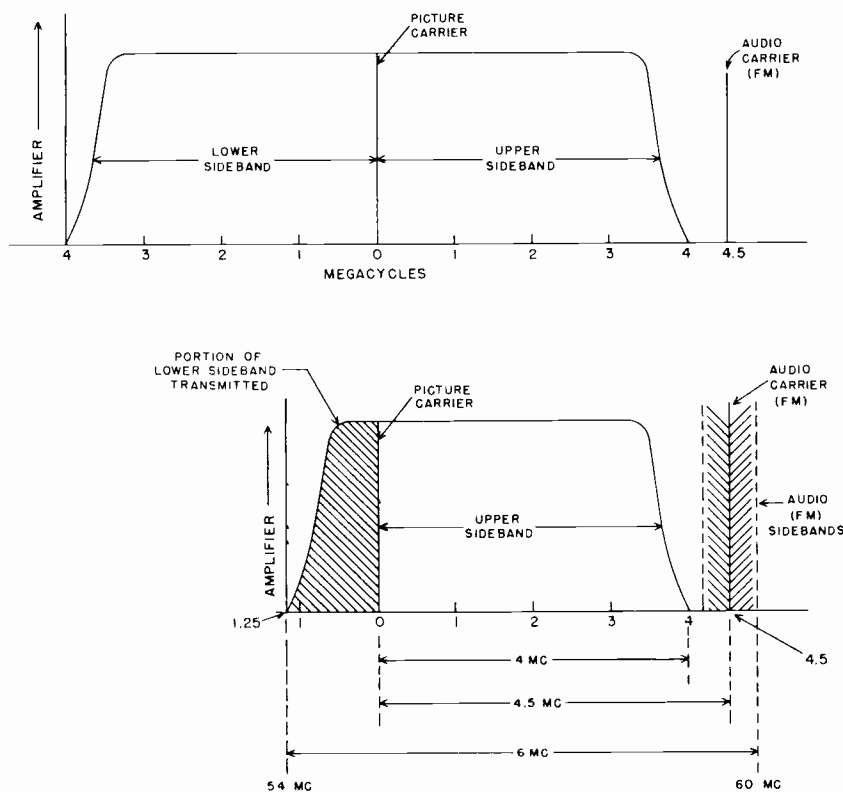 PICTURE
CARRIER
AUDIO
CARRIER
(FM)
AMPLIFIER
LOWER
SIDEBAND
UPPER
SIDEBAND
4 3 2 1 0 1 2 3 4 4.5
MEGACYCLES
PORTION OF
LOWER SIDEBAND
TRANSMITTED
PICTURE
CARRIER
AUDIO
CARRIER
(FM)
AMPLIFIER
UPPER
SIDEBAND
AUDIO
(FM)
SIDEBANDS
1.25
1 0 1 2 3 4
4.5
4 MC
4.5 MC
6 MC
54 MC
60 MC